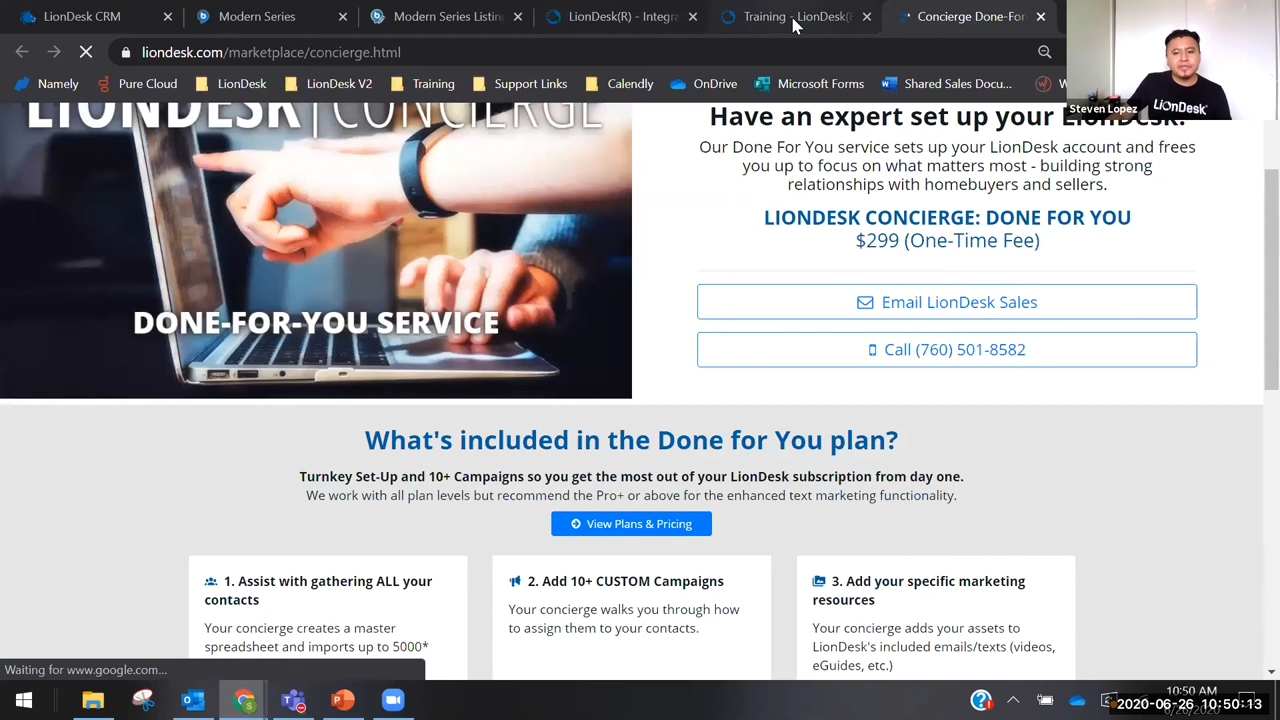 LionDesk CRM
Modern Series
Modern Series Listing
LionDesk(R) - Integra
Training - LionDesk(
Concierge Done-For-
liondesk.com/marketplace/concierge.html
Namely
Pure Cloud
LionDesk
LionDesk V2
Training
Support Links
Calendly
OnDrive
Microsoft Forms
Shared Sales Docu...
Steven Lopez
LionDesk
LIONDESK|CONCIERGE
DONE-FOR-YOU SERVICE
Have an expert set up your LionDesk.
Our Done For You service sets up your LionDesk account and frees
you up to focus on what matters most - building strong
relationships with homebuyers and sellers.
LIONDESK CONCIERGE: DONE FOR YOU
$299 (One-Time Fee)
Email LionDesk Sales
Call (760) 501-8582
What's included in the Done for You plan?
Turnkey Set-Up and 10+ Campaigns so you get the most out of your LionDesk subscription from day one.
We work with all plan levels but recommend the Pro+ or above for the enhanced text marketing functionality.
View Plans & Pricing
1. Assist with gathering ALL your
contacts
Your concierge creates a master
spreadsheet and imports up to 5000*
2. Add 10+ CUSTOM Campaigns
Your concierge walks you through how
to assign them to your contacts.
3. Add your specific marketing
resources
Your concierge adds your assets to
LionDesk's included emails/texts (videos,
eGuides, etc.)
Waiting for www.google.com...
10:50 AM
2020-06-26 10:50:13